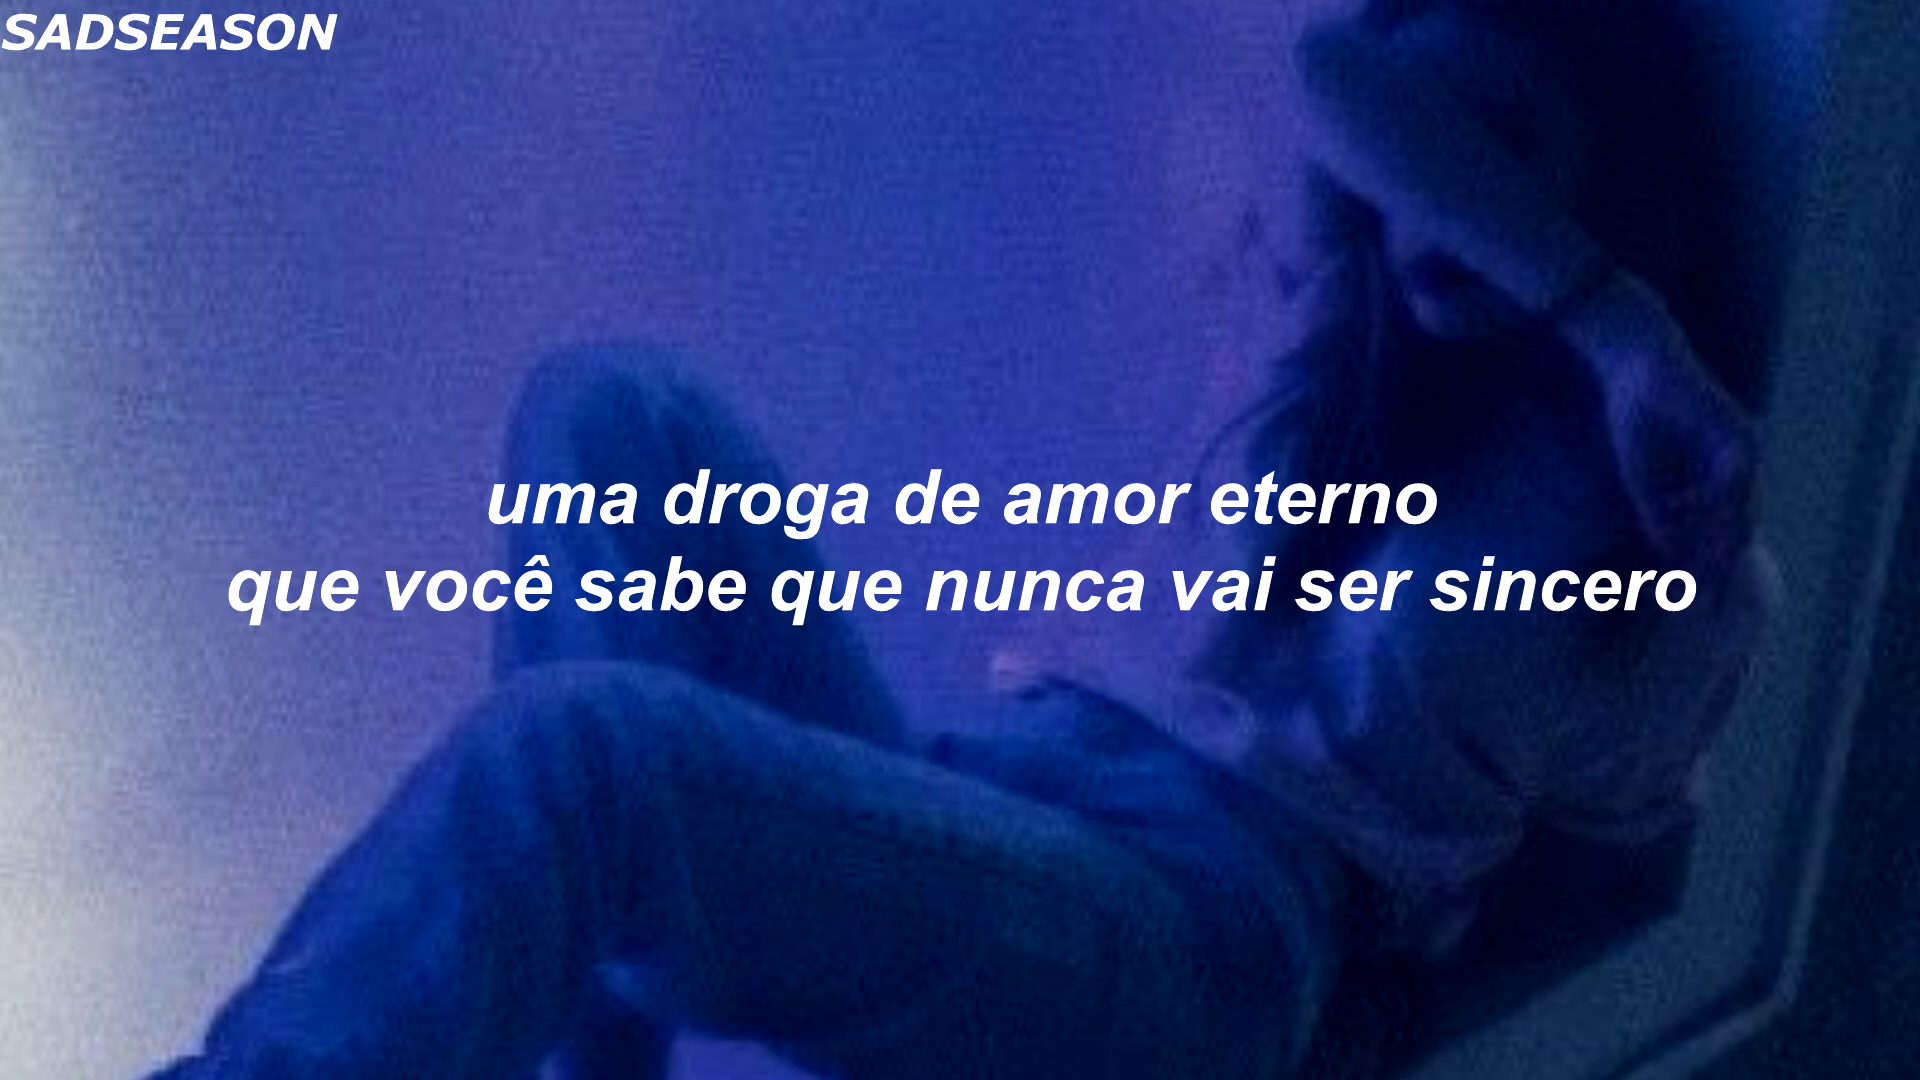 SADSEASON
uma droga de amor eterno
que você sabe que nunca vai ser sincero